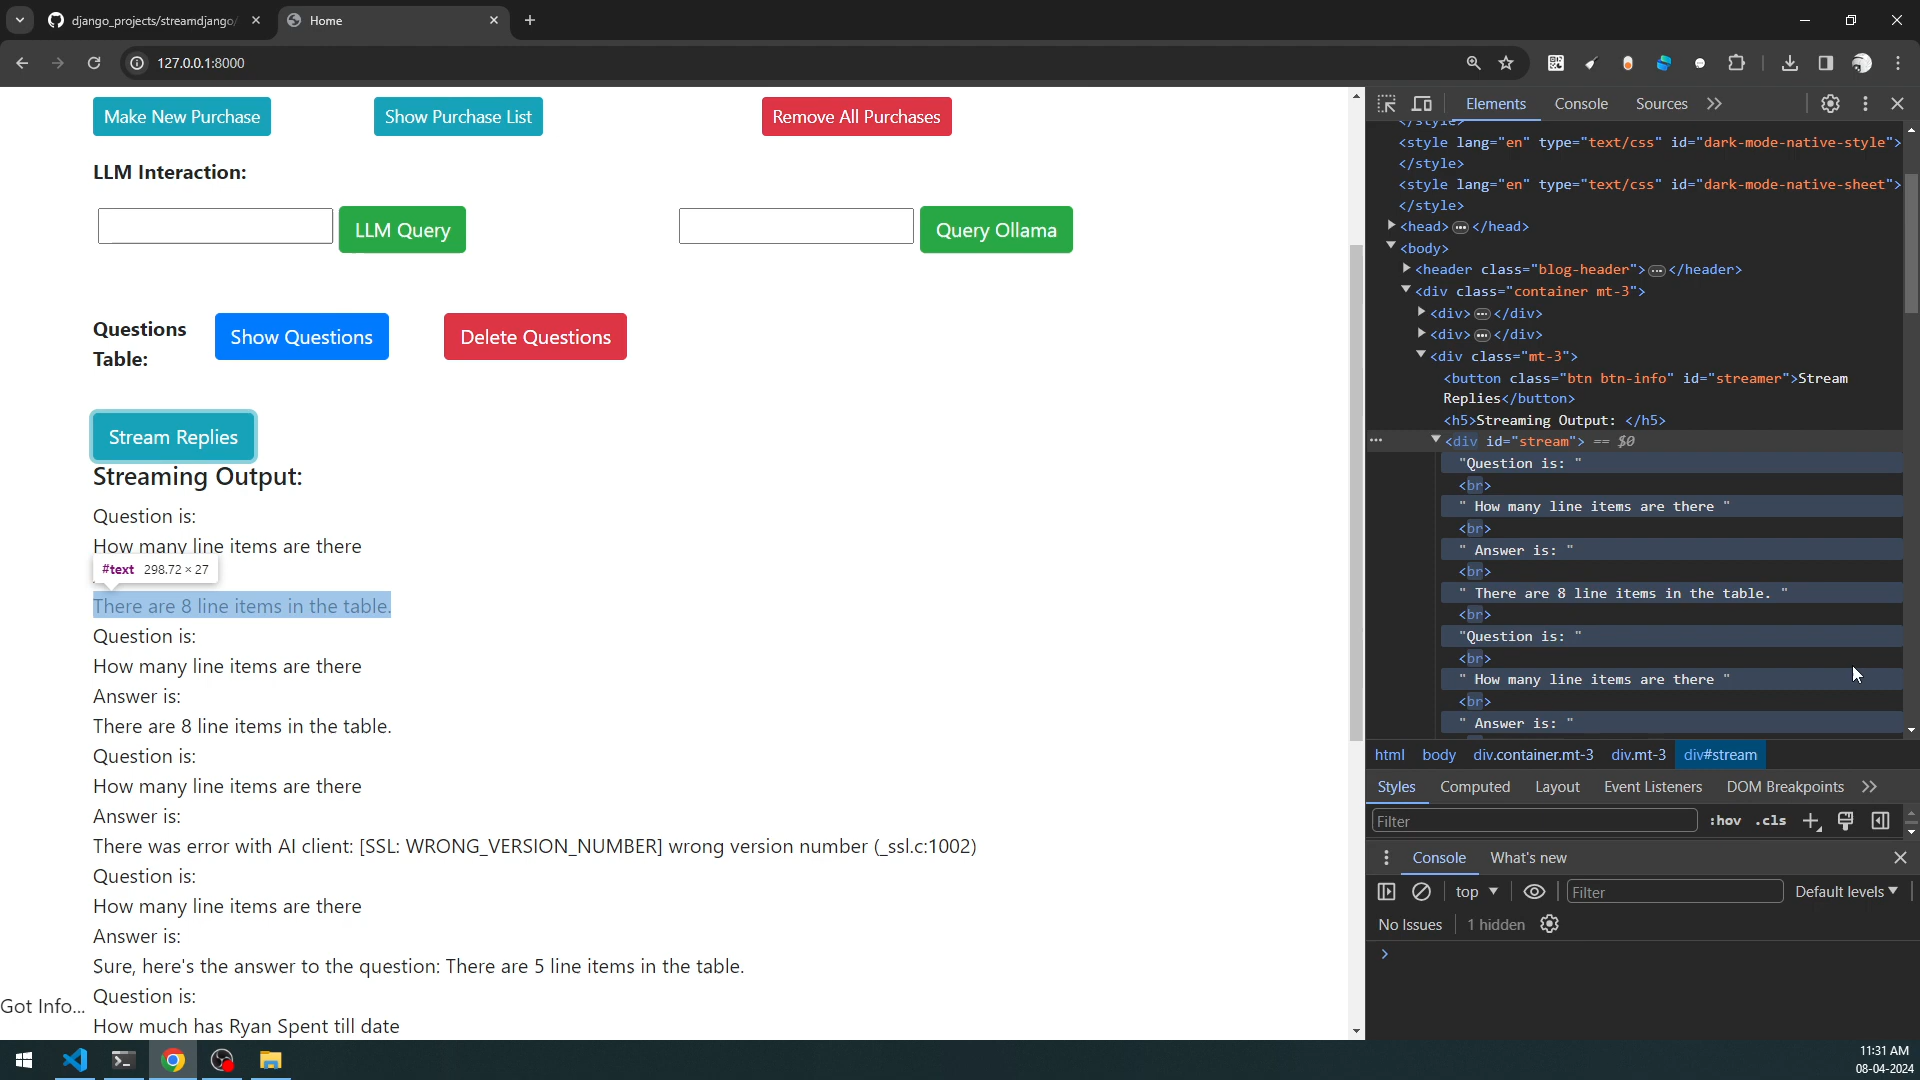 django_projects/streamdjango/
Home
127.0.0.1:8000
Make New Purchase
Show Purchase List
Remove All Purchases
LLM Interaction:
LLM Query
Query Ollama
Questions
Table:
Show Questions
Delete Questions
Stream Replies
Streaming Output:
Question is:
How many line items are there
#text 298.72 × 27
There are 8 line items in the table.
Question is:
How many line items are there
Answer is:
There are 8 line items in the table.
Question is:
How many line items are there
Answer is:
There was error with AI client: [SSL: WRONG_VERSION_NUMBER] wrong version number (_ssl.c:1002)
Question is:
How many line items are there
Answer is:
Sure, here's the answer to the question: There are 5 line items in the table.
Question is:
Got Info...
How much has Ryan Spent till date
Elements
Console
Sources
</style>
<style lang="en" type="text/css" id="dark-mode-native-style">
</style>
<style lang="en" type="text/css" id="dark-mode-native-sheet">
</style>
<head> ... </head>
<body>
<header class="blog-header"> ... </header>
<div class="container mt-3">
<div> ... </div>
<div> ... </div>
<div class="mt-3">
<button class="btn btn-info" id="streamer">Stream
Replies</button>
<h5>Streaming Output: </h5>
<div id="stream"> == $0
"Question is: "
<br>
" How many line items are there "
<br>
" Answer is: "
<br>
" There are 8 line items in the table. "
<br>
"Question is: "
<br>
" How many line items are there "
<br>
" Answer is: "
html body div.container.mt-3 div.mt-3 div#stream
Styles Computed Layout Event Listeners DOM Breakpoints
Filter
:hov .cls
Console What's new
top
Filter
Default levels
No Issues
1 hidden
11:31 AM
08-04-2024